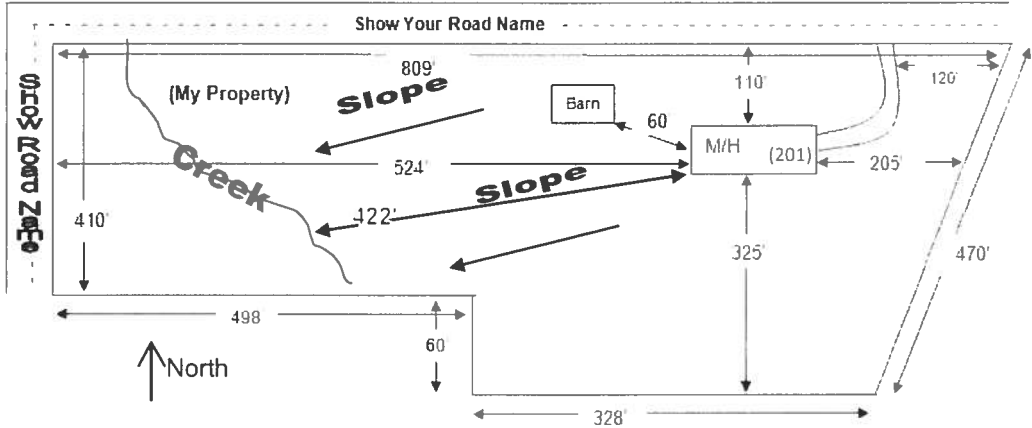 Show Your Road Name
Show Road Name
809'
(My Property)
Slope
110'
120'
Barn
60'
M/H
(201)
Creek
524'
205'
Slope
410'
422'
325'
470'
498
60'
North
328'